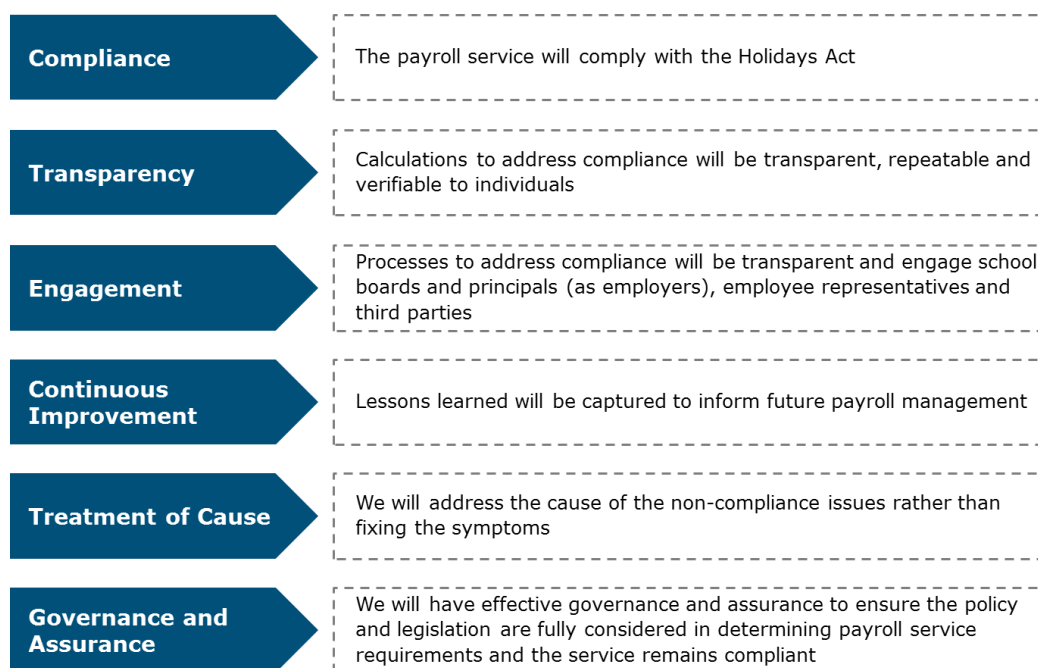 Compliance
The payroll service will comply with the Holidays Act
Transparency
Calculations to address compliance will be transparent, repeatable and
verifiable to individuals
Engagement
Processes to address compliance will be transparent and engage school
boards and principals (as employers), employee representatives and
third parties
Continuous
Improvement
Lessons learned will be captured to inform future payroll management
Treatment of Cause
We will address the cause of the non-compliance issues rather than
fixing the symptoms
Governance and
Assurance
We will have effective governance and assurance to ensure the policy
and legislation are fully considered in determining payroll service
requirements and the service remains compliant